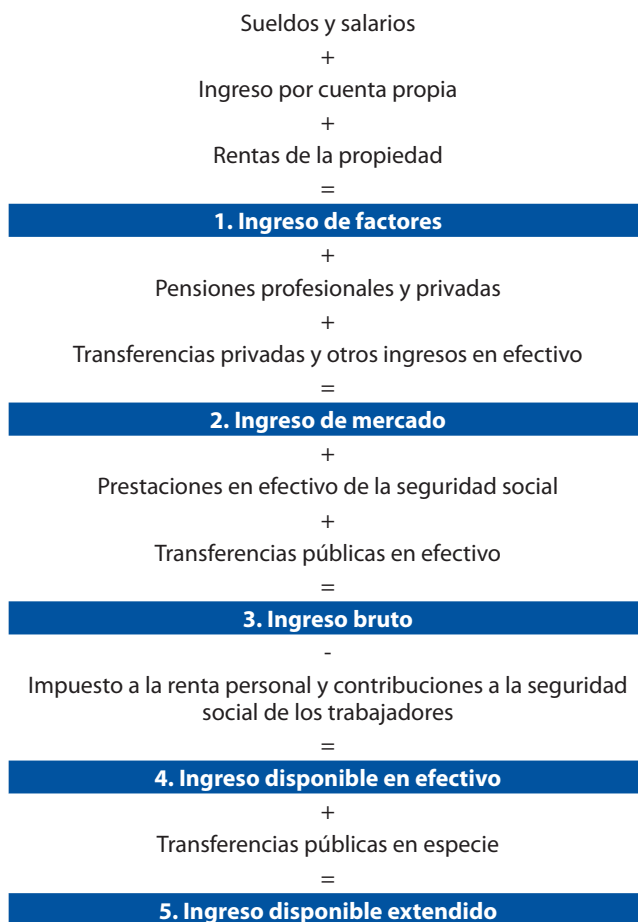 Sueldos y salarios
+
Ingreso por cuenta propia
+
Rentas de la propiedad
=
1. Ingreso de factores
+
Pensiones profesionales y privadas
+
Transferencias privadas y otros ingresos en efectivo
=
2. Ingreso de mercado
+
Prestaciones en efectivo de la seguridad social
+
Transferencias públicas en efectivo
=
3. Ingreso bruto
-
Impuesto a la renta personal y contribuciones a la seguridad
social de los trabajadores
=
4. Ingreso disponible en efectivo
+
Transferencias públicas en especie
=
5. Ingreso disponible extendido